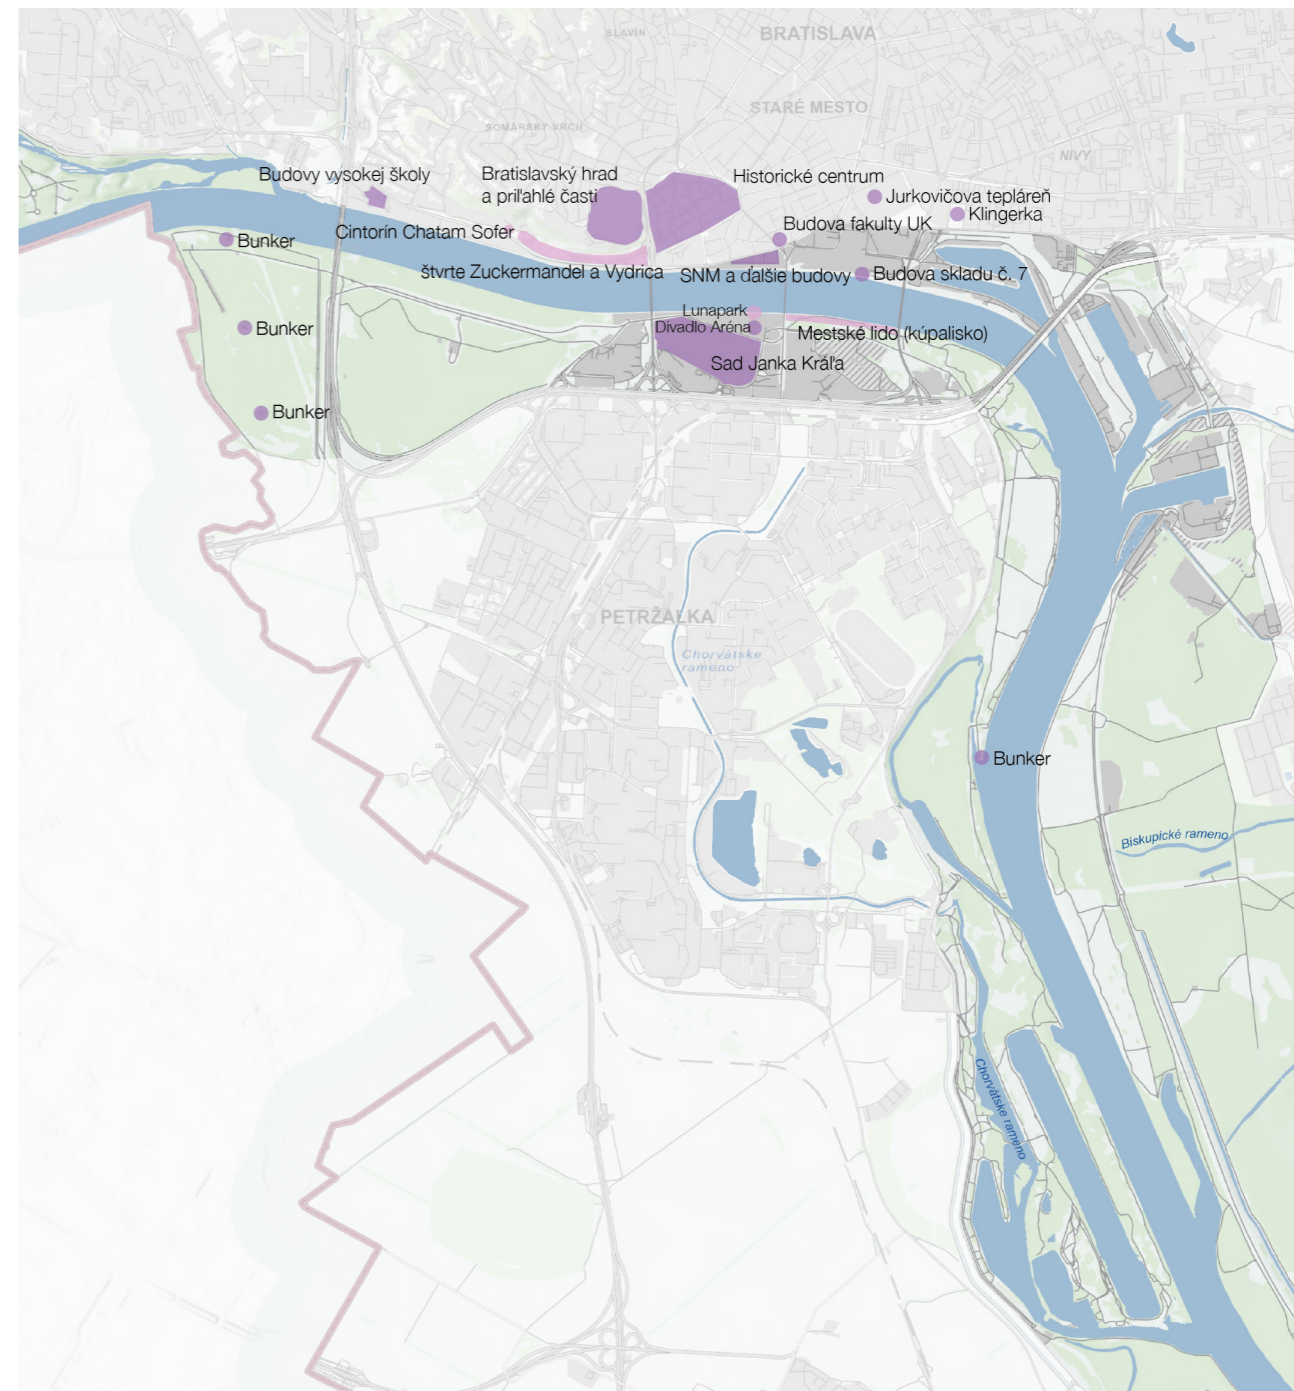 SLAVÍN
BRATISLAVA
STARÉ MESTO
SOMÁRSKY VRCH
NIVY
Budovy vysokej školy
Bratislavský hrad
a priľahlé časti
Historické centrum
Jurkovičova tepláreň
Klingerka
Budova fakulty UK
Cintorín Chatam Sofer
Bunker
štvrte Zuckermandel a Vydrica
SNM a ďalšie budovy
Budova skladu č. 7
Lunapark
Divadlo Aréna
Mestské lido (kúpalisko)
Bunker
Sad Janka Kráľa
Bunker
PETRŽALKA
Chorvátske
rameno
Bunker
Biskupické rameno
Chorvátske rameno